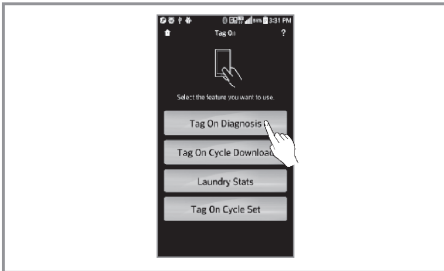 3:31 PM
Tag On
?
Select the feature you want to use.
Tag On Diagnosis
Tag On Cycle Download
Laundry Stats
Tag On Cycle Set